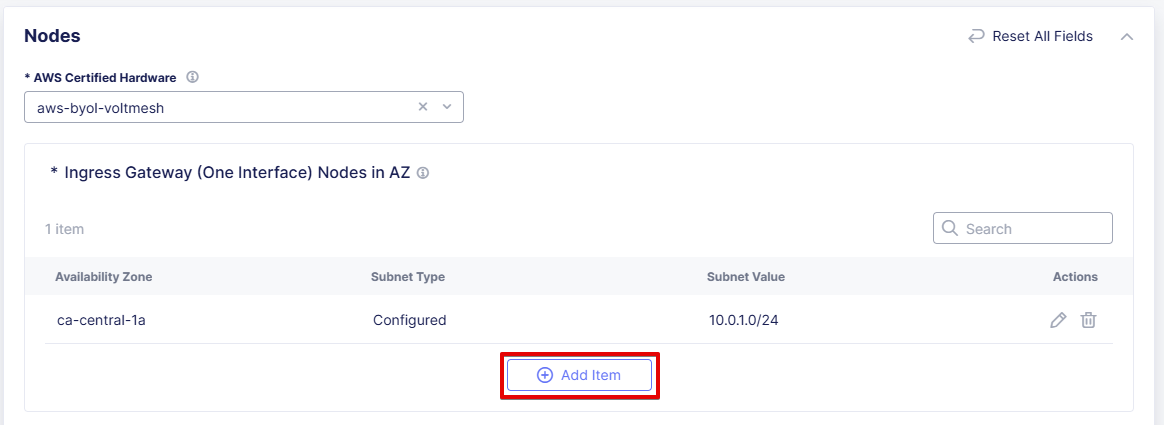 Nodes
Reset All Fields
* AWS Certified Hardware
aws-byol-voltmesh
* Ingress Gateway (One Interface) Nodes in AZ
1 item
Search
Availability Zone Subnet Type Subnet Value Actions
ca-central-1a Configured 10.0.1.0/24
Add Item